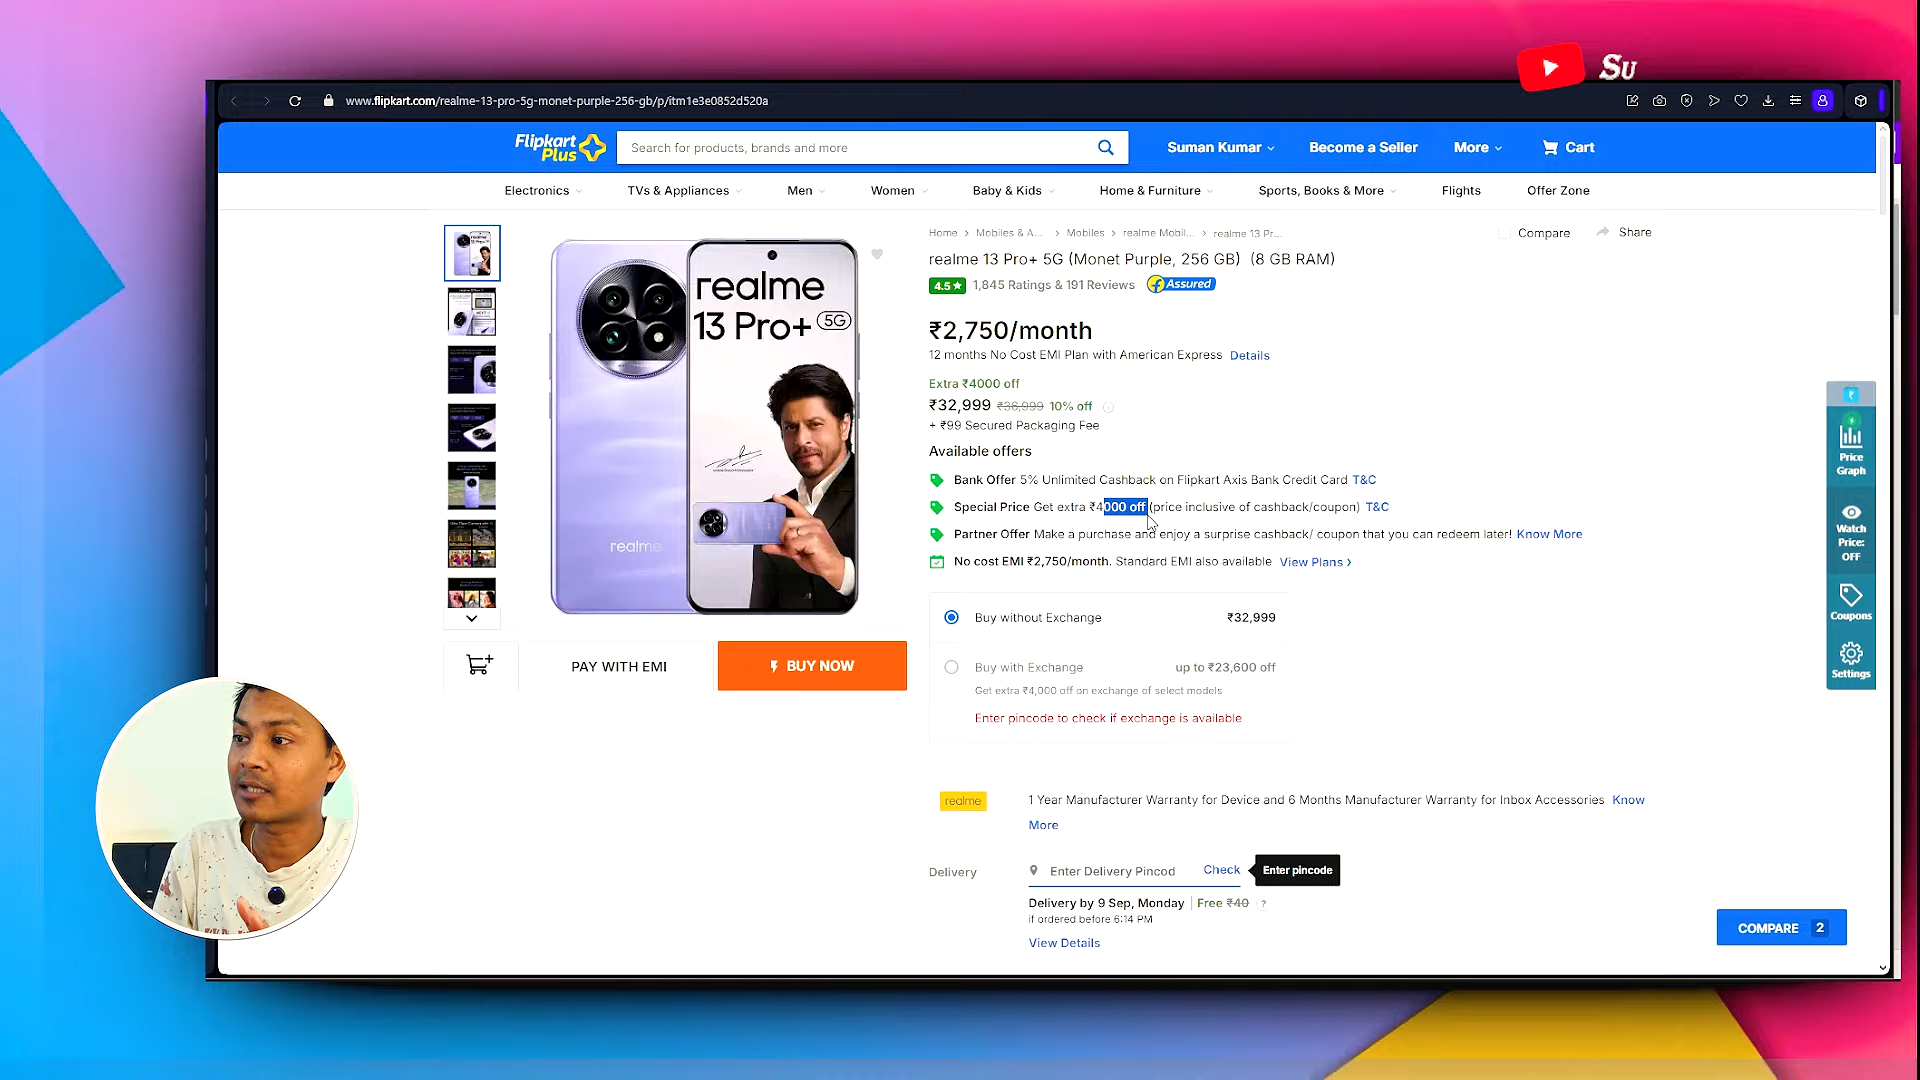 Su
www.flipkart.com/realme-13-pro-5g-monet-purple-256-gb/p/itm1e3e0852d520a
Flipkart
Plus
Search for products, brands and more
Suman Kumar
Become a Seller
More
Cart
Electronics
TVs & Appliances
Men
Women
Baby & Kids
Home & Furniture
Sports, Books & More
Flights
Offer Zone
realme
13 Pro+ 5G
realme
Home > Mobiles & A... > Mobiles > realme Mobil... > realme 13 Pr...
Compare
Share
realme 13 Pro+ 5G (Monet Purple, 256 GB) (8 GB RAM)
4.5★ 1,845 Ratings & 191 Reviews Assured
₹2,750/month
12 months No Cost EMI Plan with American Express Details
Extra ₹4000 off
₹32,999 ₹36,999 10% off
+ ₹99 Secured Packaging Fee
Available offers
Bank Offer 5% Unlimited Cashback on Flipkart Axis Bank Credit Card T&C
Special Price Get extra ₹4000 off (price inclusive of cashback/coupon) T&C
Partner Offer Make a purchase and enjoy a surprise cashback/ coupon that you can redeem later! Know More
No cost EMI ₹2,750/month. Standard EMI also available View Plans >
Buy without Exchange ₹32,999
Buy with Exchange up to ₹23,600 off
Get extra ₹4,000 off on exchange of select models
Enter pincode to check if exchange is available
PAY WITH EMI
BUY NOW
realme
1 Year Manufacturer Warranty for Device and 6 Months Manufacturer Warranty for Inbox Accessories Know
More
Delivery
Enter Delivery Pincod
Check
Enter pincode
Delivery by 9 Sep, Monday | Free ₹40 ?
if ordered before 6:14 PM
View Details
₹
Price
Graph
Watch
Price:
OFF
Coupons
Settings
COMPARE 2